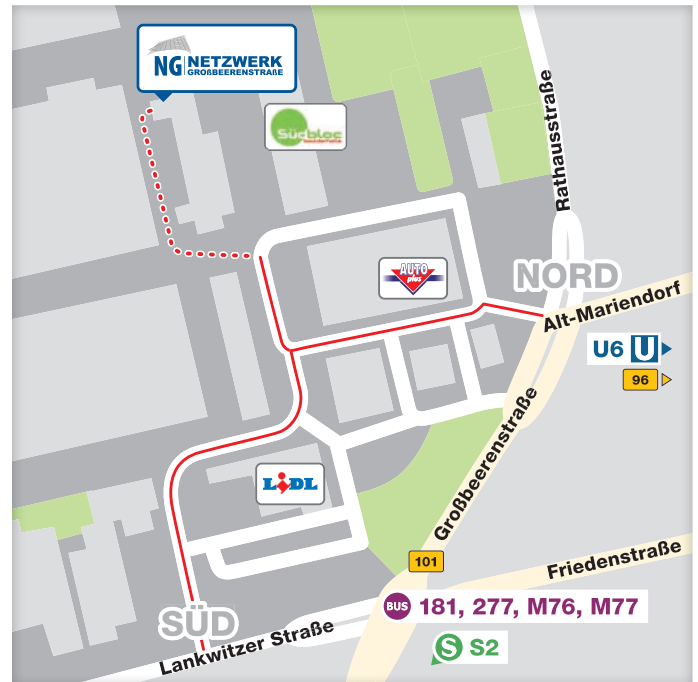 NG NETZWERK
GROßBEERENSTRAßE
Südbloc
Rathausstraße
AUTO
plus
NORD
Alt-Mariendorf
U6 U
96
Großbeerenstraße
LIDL
101
Friedenstraße
BUS 181, 277, M76, M77
SÜD
Lankwitzer Straße
S S2